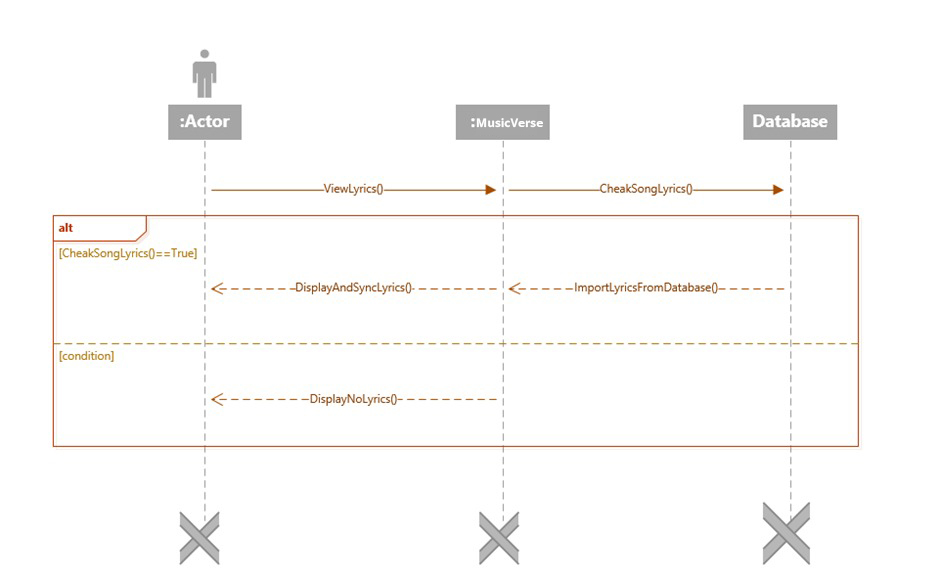 :Actor
:MusicVerse
Database
ViewLyrics()
CheakSongLyrics()
alt
[CheakSongLyrics()==True]
DisplayAndSyncLyrics()
ImportLyricsFromDatabase()
[condition]
DisplayNoLyrics()